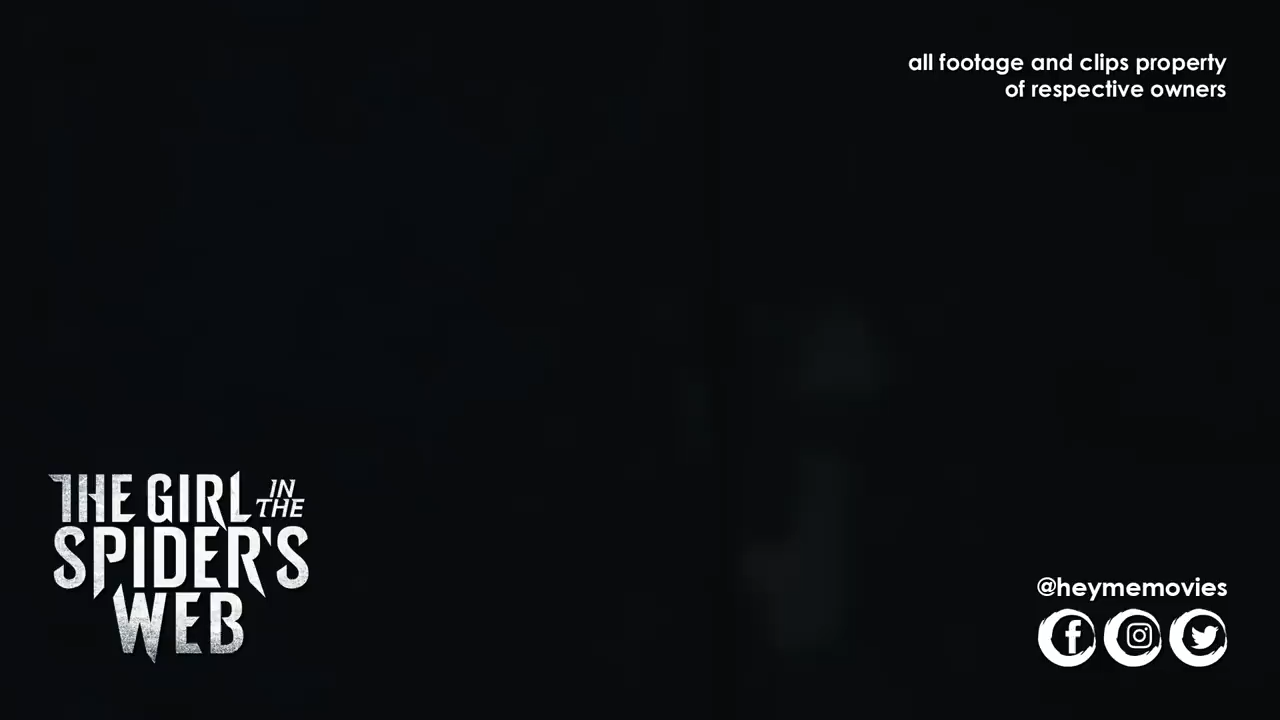 all footage and clips property
of respective owners
THE GIRL IN THE
SPIDER'S
WEB
@heymemovies